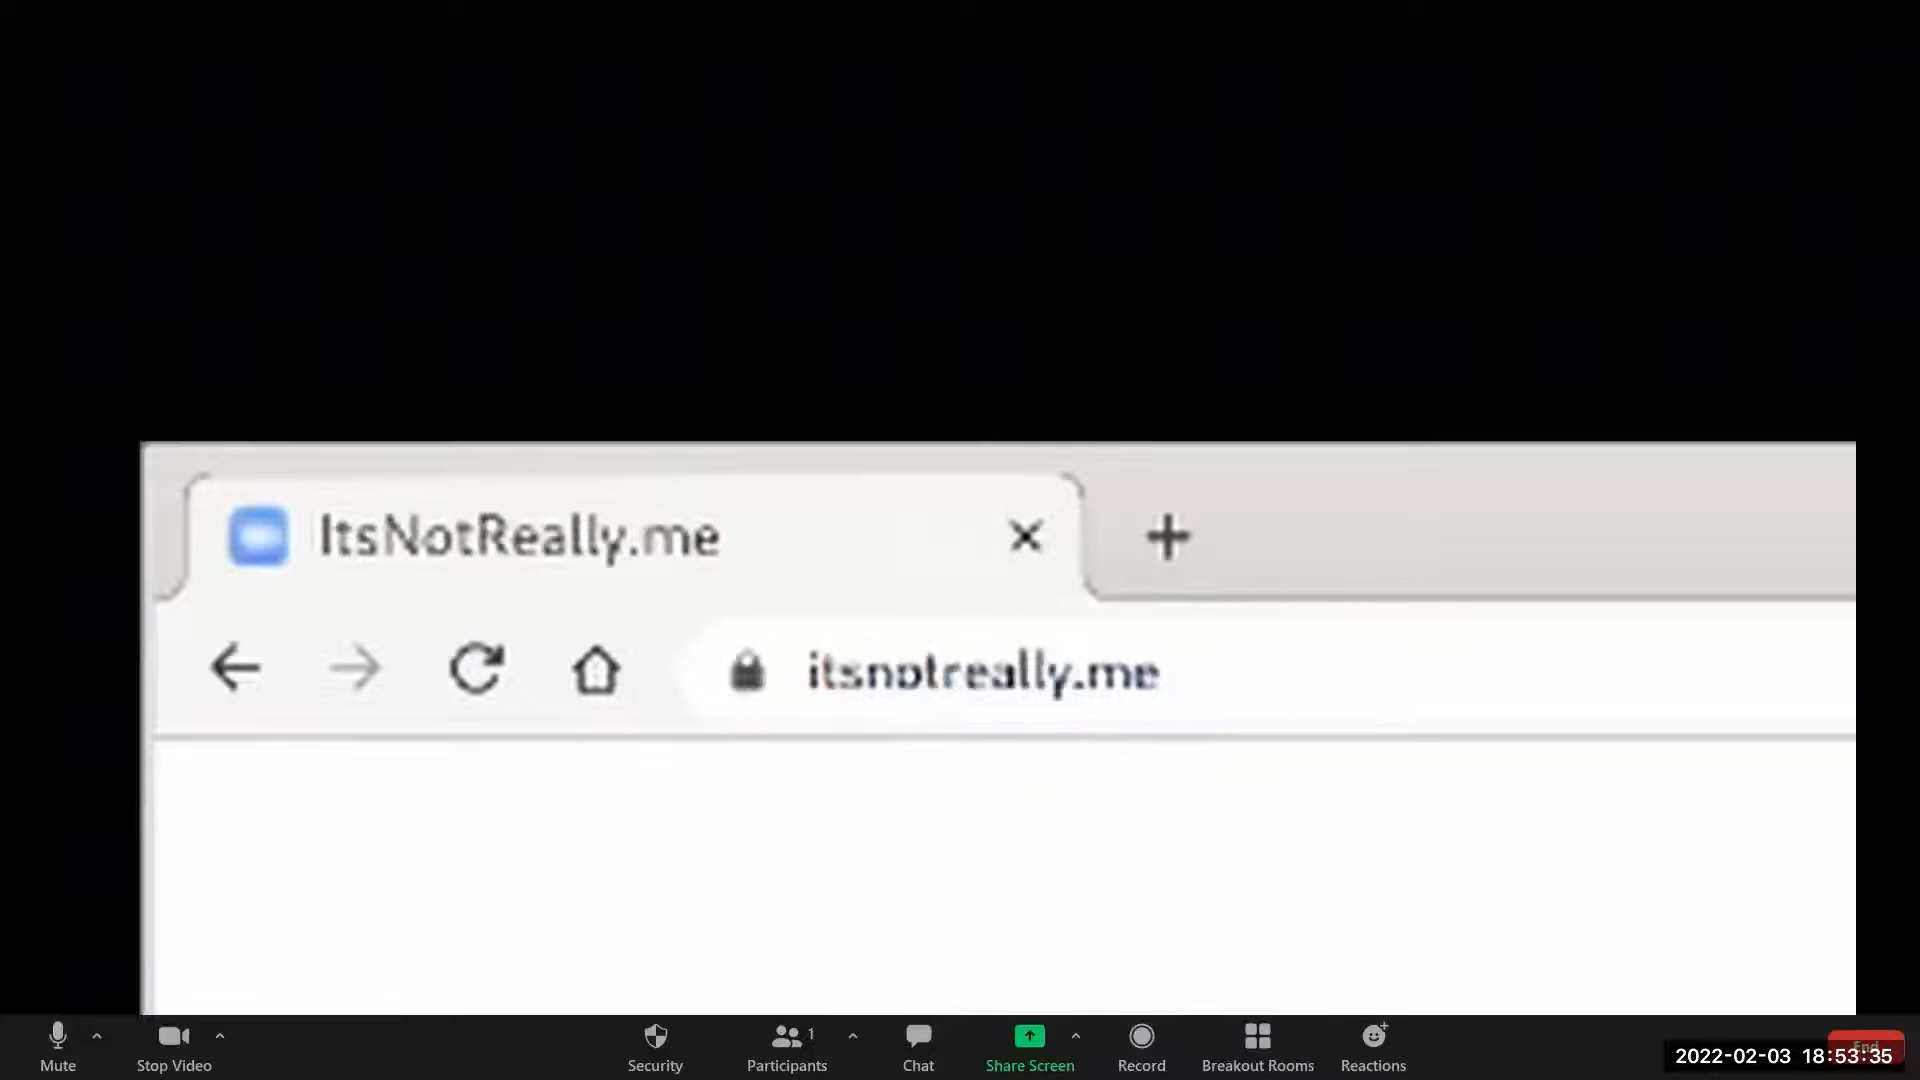 ItsNotReally.me
itsnotreally.me
Mute
Stop Video
Security
Participants
1
Chat
Share Screen
Record
Breakout Rooms
Reactions
End
2022-02-03 18:53:35